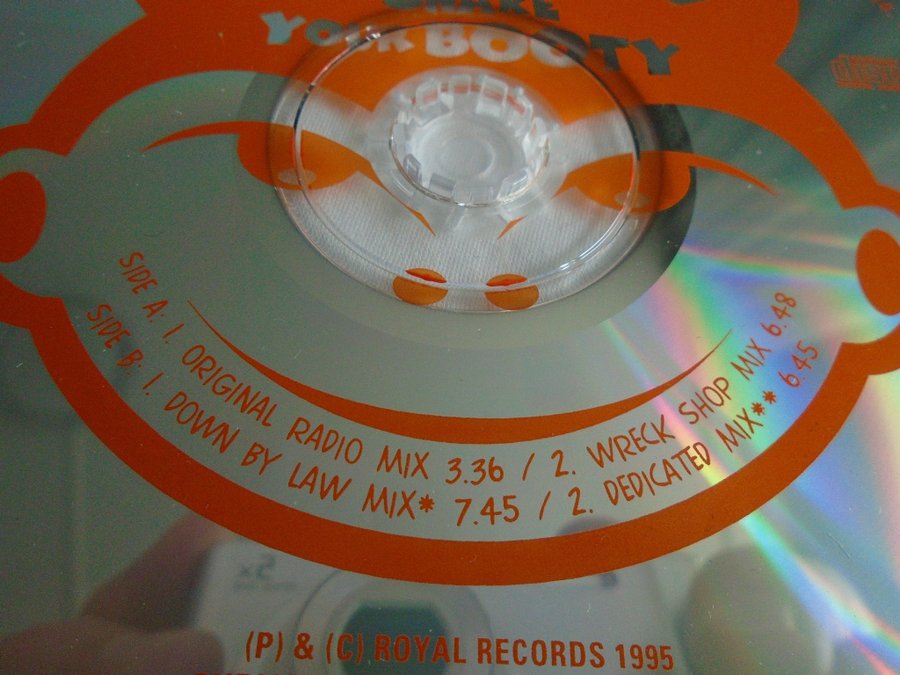 SHAKE
YOUR BOOTY
SIDE A: 1. ORIGINAL RADIO MIX 3.36 / 2. WRECK SHOP MIX 6.48
SIDE B: 1. DOWN BY LAW MIX* 7.45 / 2. DEDICATED MIX** 6.45
5x
(P) & (C) ROYAL RECORDS 1995